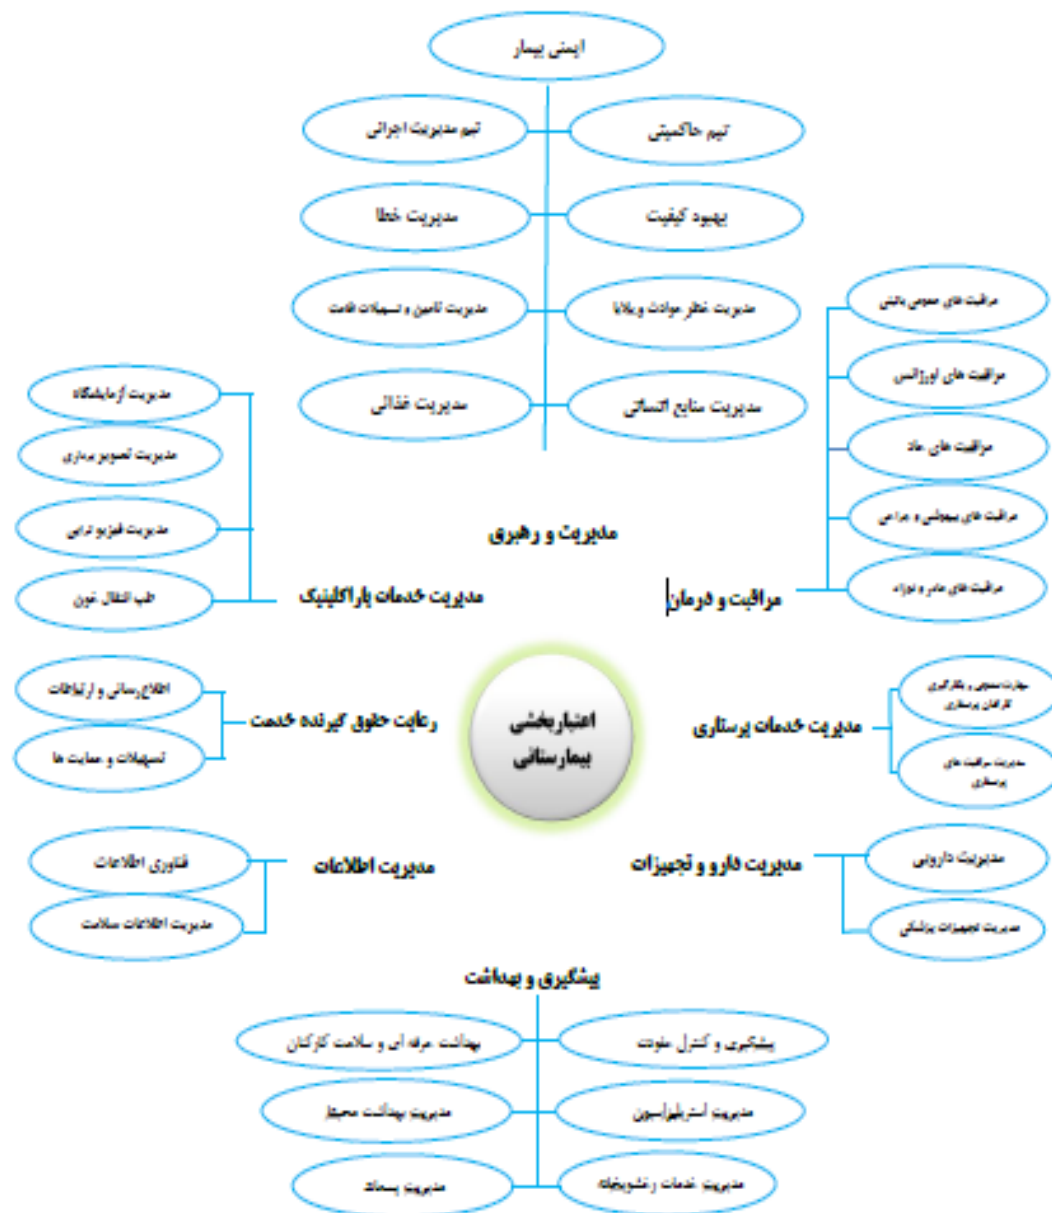 ایمنی بیمار
تیم حاکمیتی
تیم مدیریت اجرائی
بهبود کیفیت
مدیریت خطا
مدیریت خطر حوادث و بلایا
مدیریت تامین و تسهیلات اقامت
مدیریت منابع انسانی
مدیریت غذائی
مدیریت و رهبری
مراقبت های عمومی بالینی
مراقبت های اورژانس
مراقبت های حاد
مراقبت های بیهوشی و جراحی
مراقبت های مادر و نوزاد
مراقبت و درمان
مدیریت آزمایشگاه
مدیریت تصویر برداری
مدیریت فیزیوتراپی
طب انتقال خون
مدیریت خدمات پاراکلینیک
اعتباربخشی
بیمارستانی
کارکنان پرستاری
مدیریت مراقبت های
پرستاری
مدیریت خدمات پرستاری
اطلاع‌رسانی و ارتباطات
تسهیلات و حمایت ها
رعایت حقوق گیرنده خدمت
مدیریت دارویی
مدیریت تجهیزات پزشکی
مدیریت دارو و تجهیزات
فناوری اطلاعات
مدیریت اطلاعات سلامت
مدیریت اطلاعات
پیشگیری و بهداشت
پیشگیری و کنترل عفونت
بهداشت حرفه ای و سلامت کارکنان
مدیریت استریلیزاسیون
مدیریت بهداشت محیط
مدیریت خدمات رختشویخانه
مدیریت پسماند